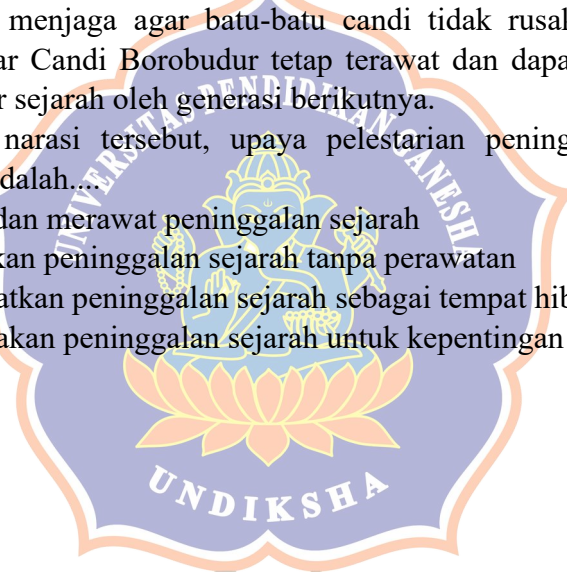 menjaga agar batu-batu candi tidak rusak
ar Candi Borobudur tetap terawat dan dapa
r sejarah oleh generasi berikutnya.
narasi tersebut, upaya pelestarian pening
dalah....
dan merawat peninggalan sejarah
kan peninggalan sejarah tanpa perawatan
atkan peninggalan sejarah sebagai tempat hib
akan peninggalan sejarah untuk kepentingan
UNIVERSITAS PENDIDIKAN GANESHA
UNDIKSHA